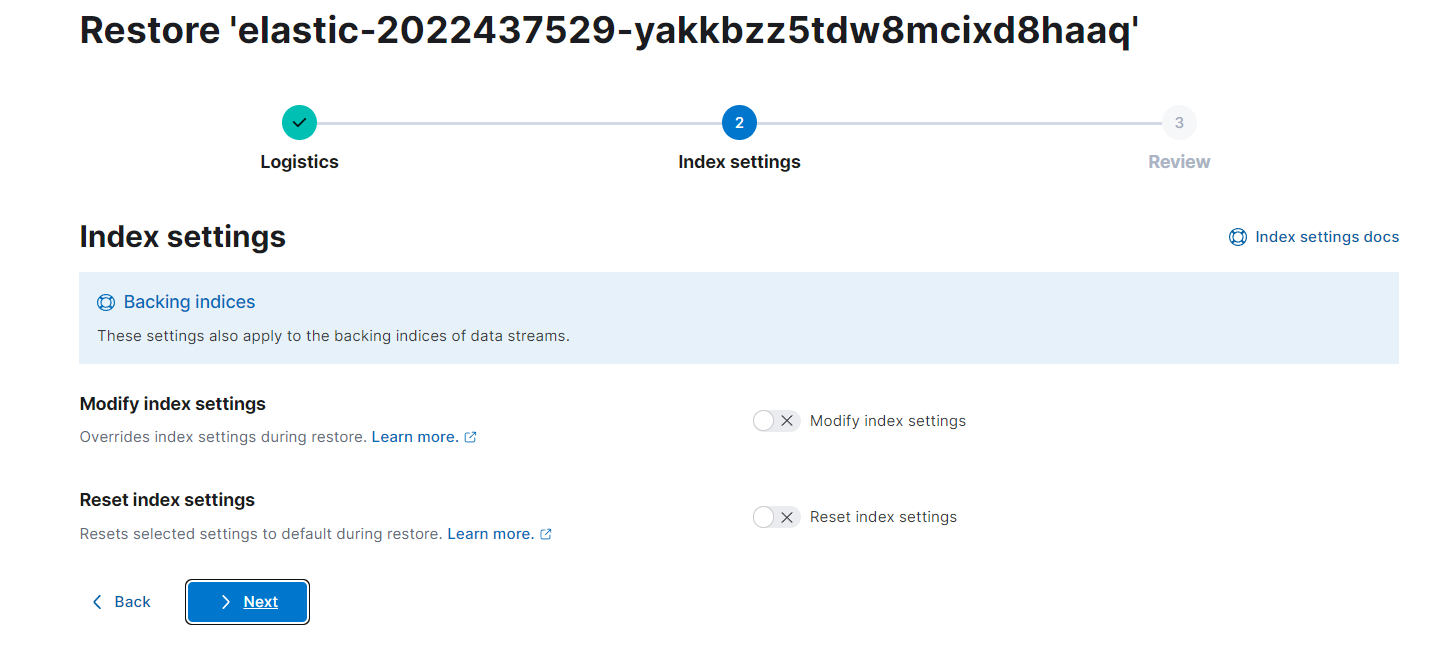 Restore 'elastic-2022437529-yakkbzz5tdw8mcixd8haaq'
2
3
Logistics
Index settings
Review
Index settings
Index settings docs
Backing indices
These settings also apply to the backing indices of data streams.
Modify index settings
Overrides index settings during restore. Learn more.
Modify index settings
Reset index settings
Resets selected settings to default during restore. Learn more.
Reset index settings
Back
Next